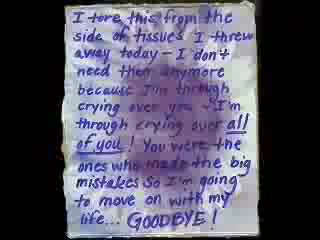 I tore this from the
side of tissues I threw
away today - I don't
need them anymore
because I'm through
crying over you - I'm
through crying over all
of you! You were the
ones who made the big
mistakes so I'm going
to move on with my
life... GOODBYE!